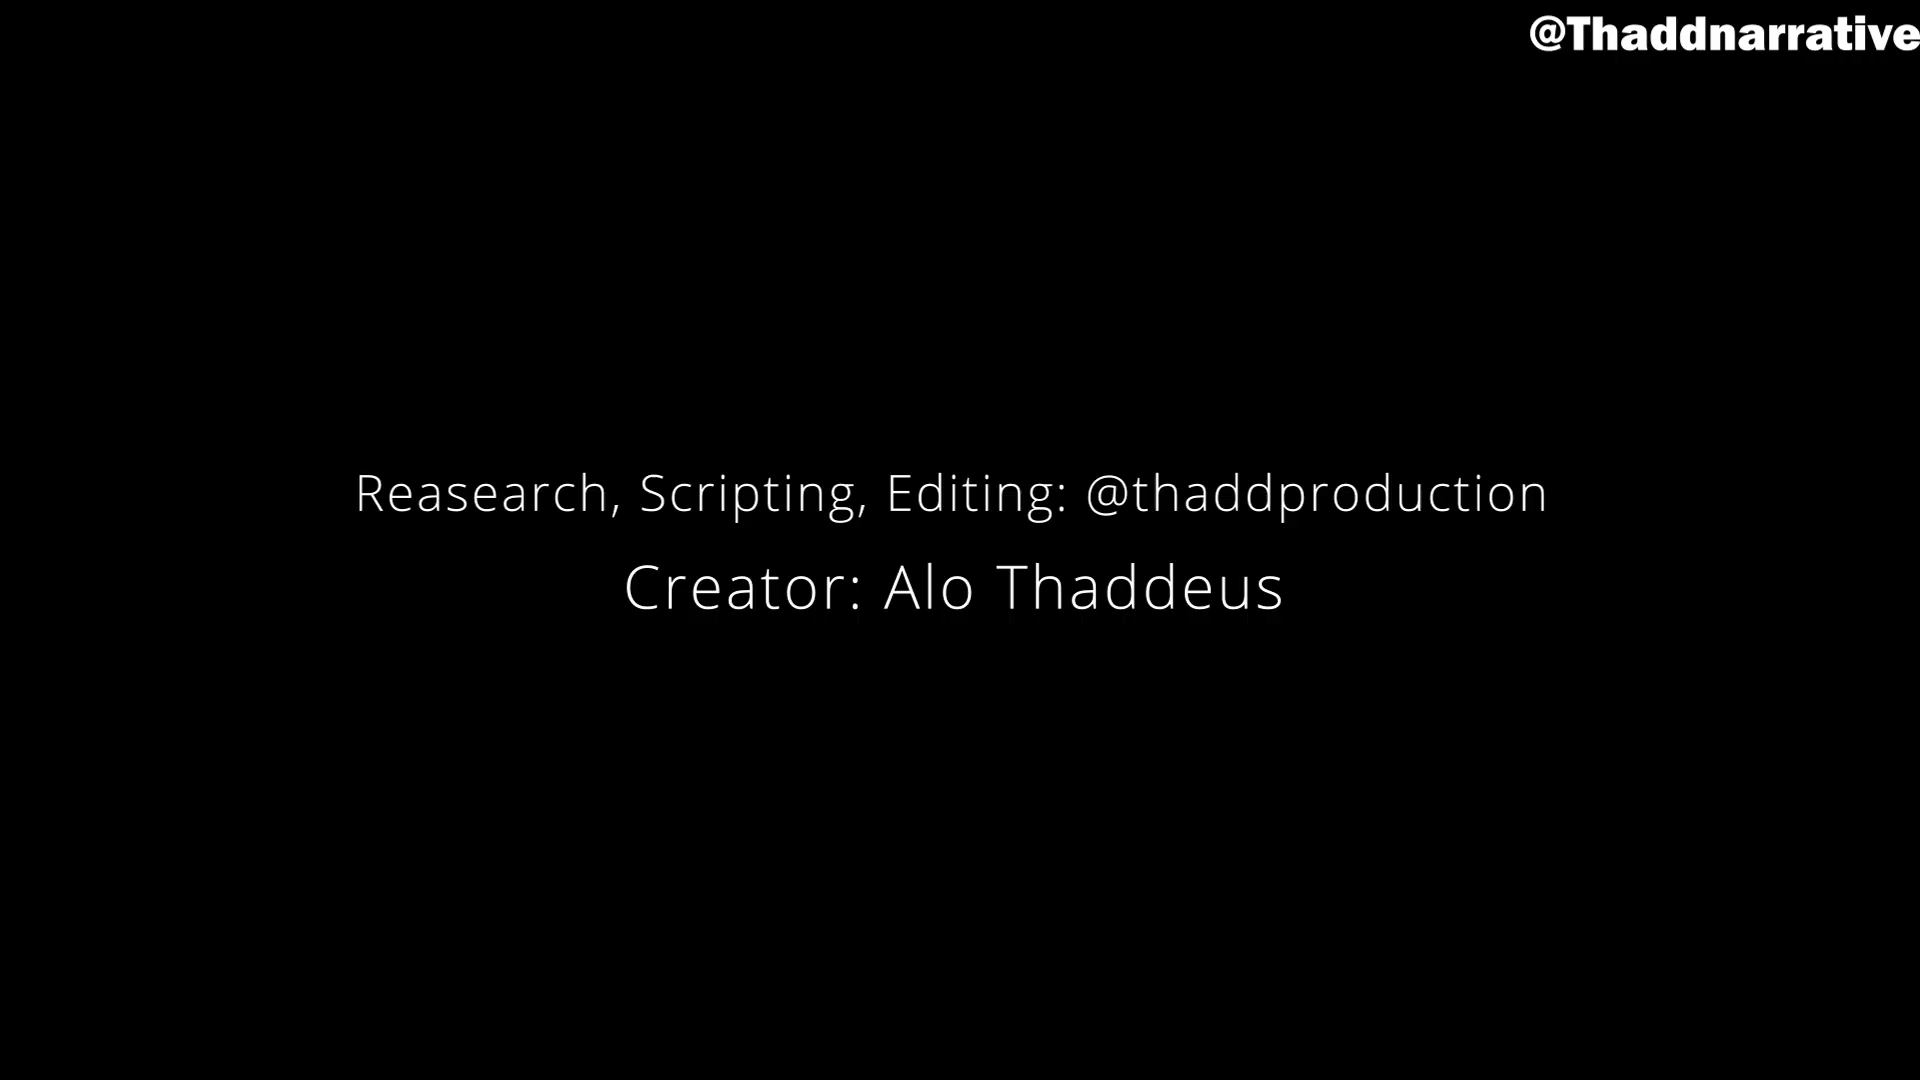 @Thaddnarrative
Reasearch, Scripting, Editing: @thaddproduction
Creator: Alo Thaddeus